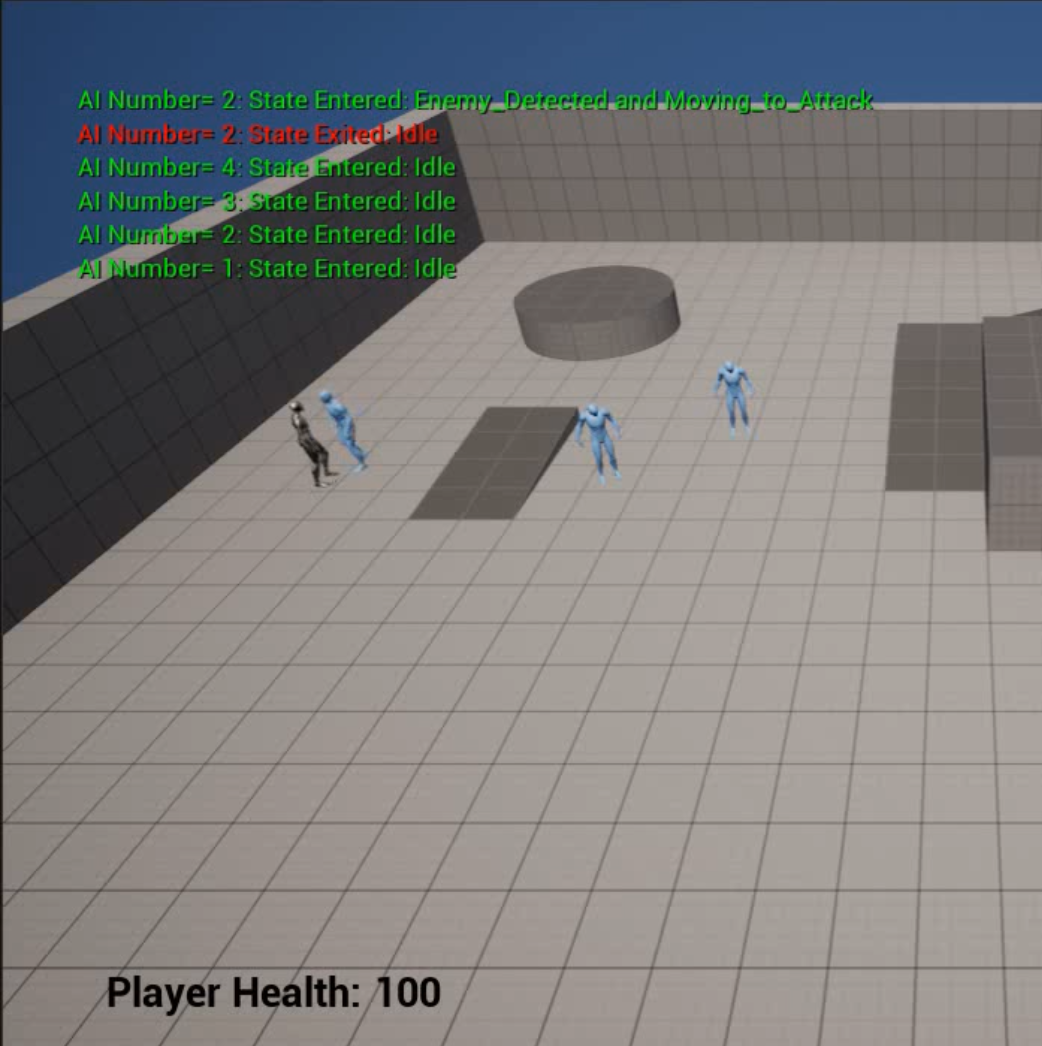 AI Number= 2: State Entered: Enemy_Detected and Moving_to_Attack
AI Number= 2: State Exited: Idle
AI Number= 4: State Entered: Idle
AI Number= 3: State Entered: Idle
AI Number= 2: State Entered: Idle
AI Number= 1: State Entered: Idle
Player Health: 100